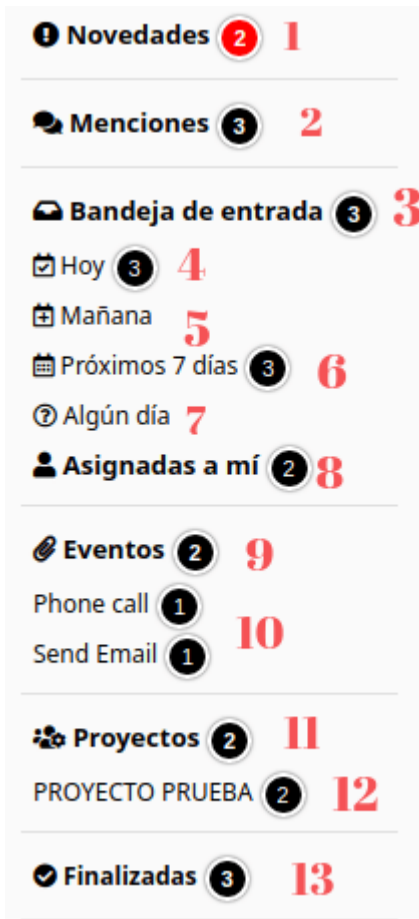 Novedades 2 1
Menciones 3 2
Bandeja de entrada 3 3
Hoy 3 4
Mañana 5
Próximos 7 días 3 6
Algún día 7
Asignadas a mí 2 8
Eventos 2 9
Phone call 1
10
Send Email 1
Proyectos 2 11
PROYECTO PRUEBA 2 12
Finalizadas 3 13